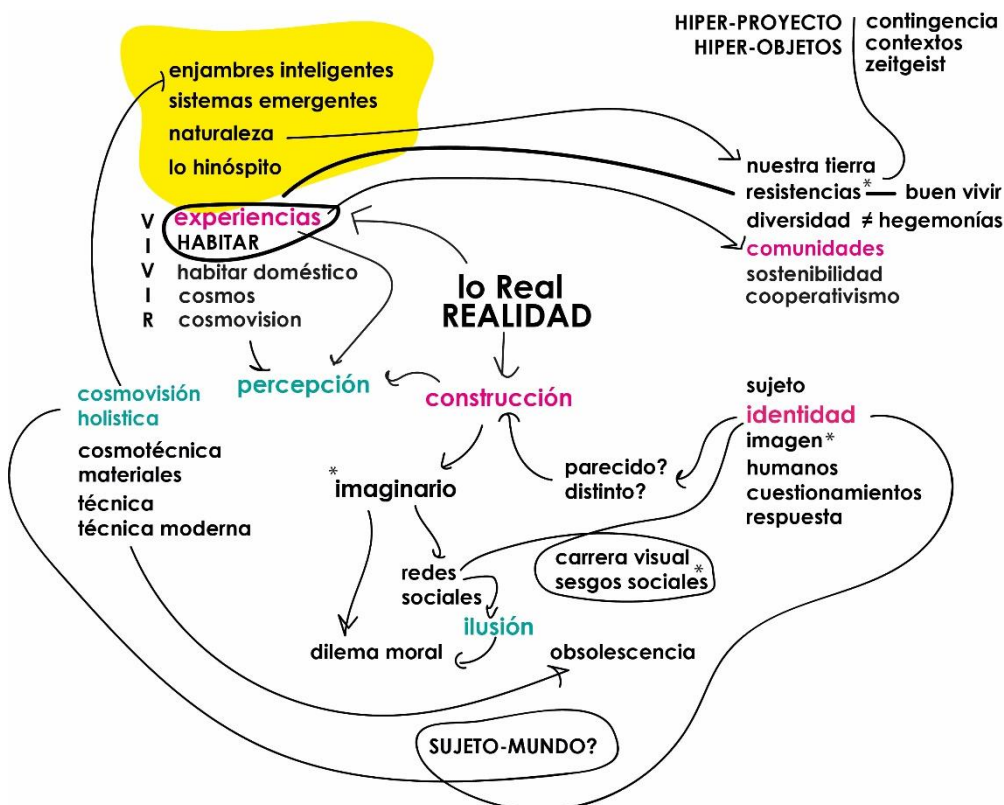 HIPER-PROYECTO
HIPER-OBJETOS
contingencia
contextos
zeitgeist
enjambres inteligentes
sistemas emergentes
naturaleza
lo hinóspito
nuestra tierra
resistencias * buen vivir
diversidad ≠ hegemonías
comunidades
sostenibilidad
cooperativismo
V
I
V
I
R
experiencias
HABITAR
habitar doméstico
cosmos
cosmovision
lo Real
REALIDAD
percepción
construcción
cosmovisión
holistica
cosmotécnica
materiales
técnica
técnica moderna
sujeto
identidad
imagen*
humanos
cuestionamientos
respuesta
parecido?
distinto?
*imaginario
redes
sociales
carrera visual
sesgos sociales*
ilusión
dilema moral
obsolescencia
SUJETO-MUNDO?